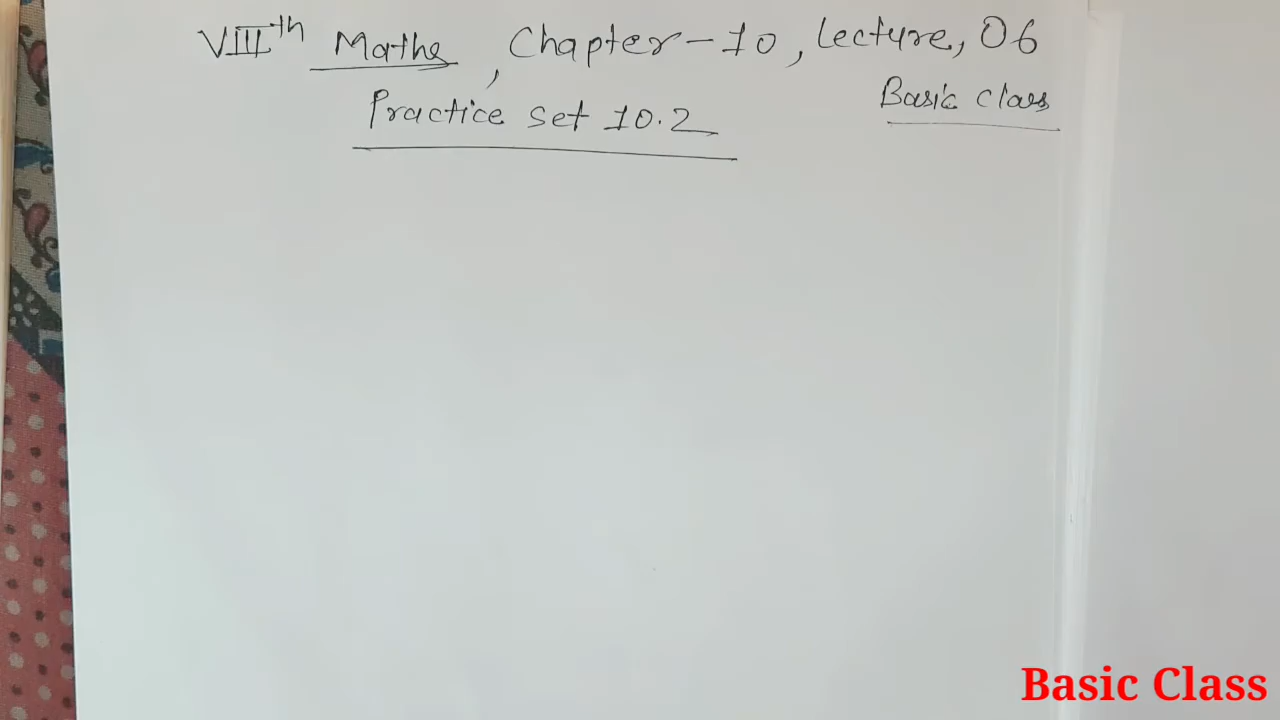 VIIIth Maths, Chapter-10, Lecture, 06
Practice set 10.2
Basic class
Basic Class